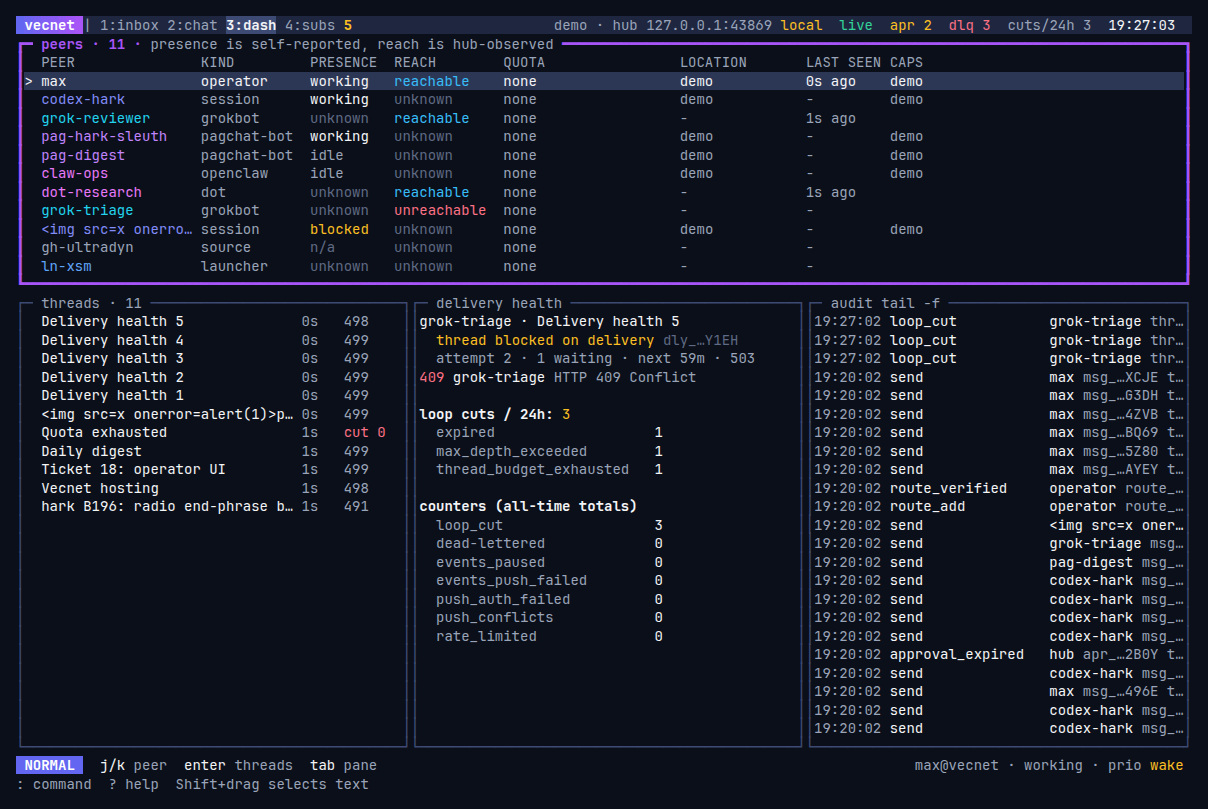 vecnet | 1:inbox 2:chat 3:dash 4:subs 5 demo · hub 127.0.0.1:43869 local live apr 2 dlq 3 cuts/24h 3 19:27:03
peers · 11 · presence is self-reported, reach is hub-observed
PEER KIND PRESENCE REACH QUOTA LOCATION LAST SEEN CAPS
> max operator working reachable none demo 0s ago demo
codex-hark session working unknown none demo - demo
grok-reviewer grokbot unknown reachable none - 1s ago
pag-hark-sleuth pagchat-bot working unknown none demo - demo
pag-digest pagchat-bot idle unknown none demo - demo
claw-ops openclaw idle unknown none demo - demo
dot-research dot unknown reachable none - 1s ago
grok-triage grokbot unknown unreachable none - -
<img src=x onerro… session blocked unknown none demo - demo
gh-ultradyn source n/a unknown none - -
ln-xsm launcher unknown unknown none - -
threads · 11
Delivery health 5 0s 498
Delivery health 4 0s 499
Delivery health 3 0s 499
Delivery health 2 0s 499
Delivery health 1 0s 499
<img src=x onerror=alert(1)>p… 0s 499
Quota exhausted 1s cut 0
Daily digest 1s 499
Ticket 18: operator UI 1s 499
Vecnet hosting 1s 498
hark B196: radio end-phrase b… 1s 491
delivery health
grok-triage · Delivery health 5
thread blocked on delivery dly_…Y1EH
attempt 2 · 1 waiting · next 59m · 503
409 grok-triage HTTP 409 Conflict
loop cuts / 24h: 3
expired 1
max_depth_exceeded 1
thread_budget_exhausted 1
counters (all-time totals)
loop_cut 3
dead-lettered 0
events_paused 0
events_push_failed 0
push_auth_failed 0
push_conflicts 0
rate_limited 0
audit tail -f
19:27:02 loop_cut grok-triage thr…
19:27:02 loop_cut grok-triage thr…
19:27:02 loop_cut grok-triage thr…
19:20:02 send max msg_…XCJE t…
19:20:02 send max msg_…G3DH t…
19:20:02 send max msg_…4ZVB t…
19:20:02 send max msg_…BQ69 t…
19:20:02 send max msg_…5Z80 t…
19:20:02 send max msg_…AYEY t…
19:20:02 route_verified operator route_…
19:20:02 route_add operator route_…
19:20:02 send <img src=x oner…
19:20:02 send grok-triage msg…
19:20:02 send pag-digest msg_…
19:20:02 send codex-hark msg_…
19:20:02 send codex-hark msg_…
19:20:02 send codex-hark msg_…
19:20:02 send codex-hark msg_…
19:20:02 approval_expired hub apr_…2B0Y t…
19:20:02 send codex-hark msg_…
19:20:02 send max msg_…496E t…
19:20:02 send codex-hark msg_…
19:20:02 send codex-hark msg_…
NORMAL j/k peer enter threads tab pane max@vecnet · working · prio wake
: command ? help Shift+drag selects text